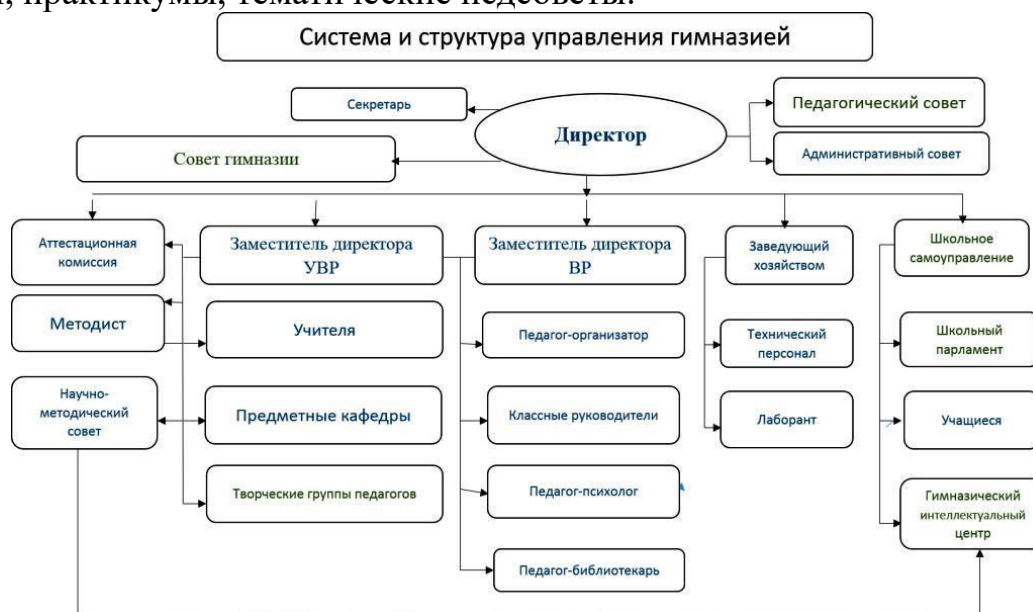 практикумы, тематические педсоветы.
Система и структура управления гимназией
Секретарь
Директор
Педагогический совет
Совет гимназии
Административный совет
Аттестационная
комиссия
Заместитель директора
УВР
Заместитель директора
ВР
Заведующий
хозяйством
Школьное
самоуправление
Методист
Учителя
Педагог-организатор
Технический
персонал
Школьный
парламент
Научно-
методический
совет
Предметные кафедры
Классные руководители
Лаборант
Учащиеся
Творческие группы педагогов
Педагог-психолог
Гимназический
интеллектуальный
центр
Педагог-библиотекарь